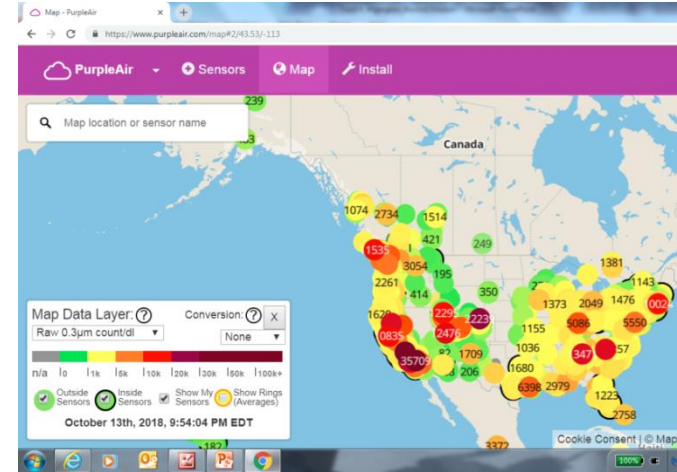 Map - PurpleAir
https://www.purpleair.com/map#2/43.53/-113
PurpleAir
Sensors
Map
Install
Map location or sensor name
239
Canada
1074
2734
1514
421
249
1535
3054
195
1381
2261
414
350
1143
1373
2049
1476
0024
2295
22239
1155
5086
5550
0835
2476
35709
1709
1036
347
57
206
1680
6398
2979
1223
2758
3372
182
Map Data Layer: ? Conversion: ? X
Raw 0.3µm count/dl None
n/a 0 1k 5k 10k 20k 30k 50k 100k+
Outside Sensors Inside Sensors Show My Sensors Show Rings (Averages)
October 13th, 2018, 9:54:04 PM EDT
Cookie Consent | © Map
100%